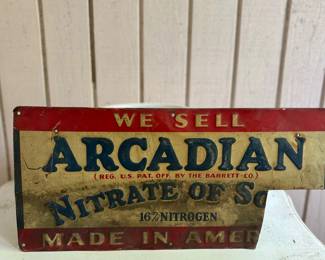 WE SELL
ARCADIAN
(REG. U.S. PAT. OFF. BY THE BARRETT CO.)
NITRATE OF SO
16% NITROGEN
MADE IN AMER